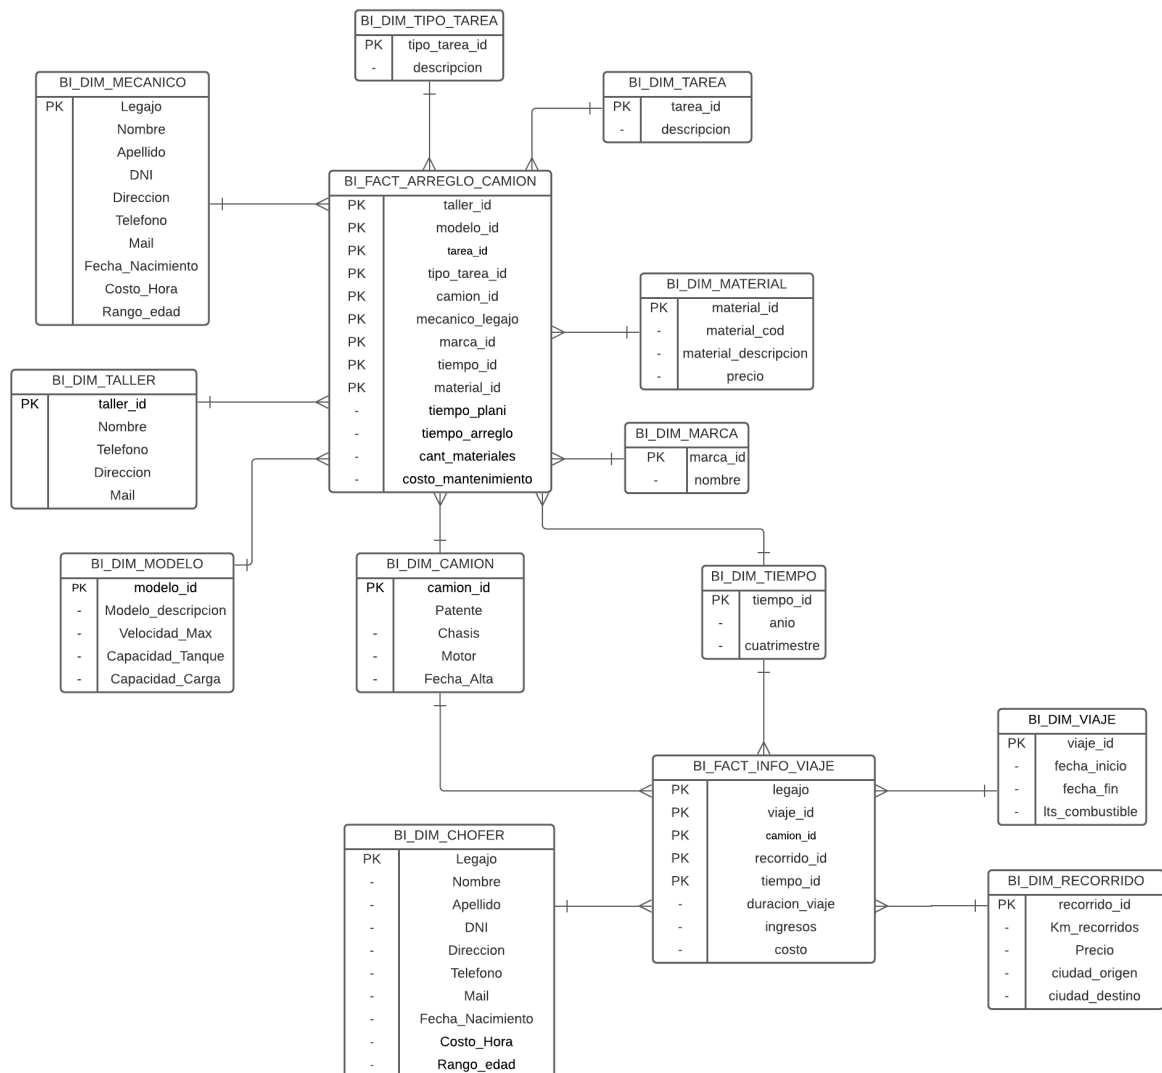 BI_DIM_TIPO_TAREA
PK tipo_tarea_id
- descripcion
BI_DIM_MECANICO
PK Legajo
Nombre
Apellido
DNI
Direccion
Telefono
Mail
Fecha_Nacimiento
Costo_Hora
Rango_edad
BI_DIM_TAREA
PK tarea_id
- descripcion
BI_FACT_ARREGLO_CAMION
PK taller_id
PK modelo_id
PK tarea_id
PK tipo_tarea_id
PK camion_id
PK mecanico_legajo
PK marca_id
PK tiempo_id
PK material_id
- tiempo_plani
- tiempo_arreglo
- cant_materiales
- costo_mantenimiento
BI_DIM_MATERIAL
PK material_id
- material_cod
- material_descripcion
- precio
BI_DIM_TALLER
PK taller_id
Nombre
Telefono
Direccion
Mail
BI_DIM_MARCA
PK marca_id
- nombre
BI_DIM_MODELO
PK modelo_id
- Modelo_descripcion
- Velocidad_Max
- Capacidad_Tanque
- Capacidad_Carga
BI_DIM_CAMION
PK camion_id
Patente
- Chasis
- Motor
- Fecha_Alta
BI_DIM_TIEMPO
PK tiempo_id
- anio
- cuatrimestre
BI_DIM_VIAJE
PK viaje_id
- fecha_inicio
- fecha_fin
- lts_combustible
BI_FACT_INFO_VIAJE
PK legajo
PK viaje_id
PK camion_id
PK recorrido_id
PK tiempo_id
- duracion_viaje
- ingresos
- costo
BI_DIM_CHOFER
PK Legajo
- Nombre
- Apellido
- DNI
- Direccion
- Telefono
- Mail
- Fecha_Nacimiento
- Costo_Hora
- Rango_edad
BI_DIM_RECORRIDO
PK recorrido_id
- Km_recorridos
- Precio
- ciudad_origen
- ciudad_destino